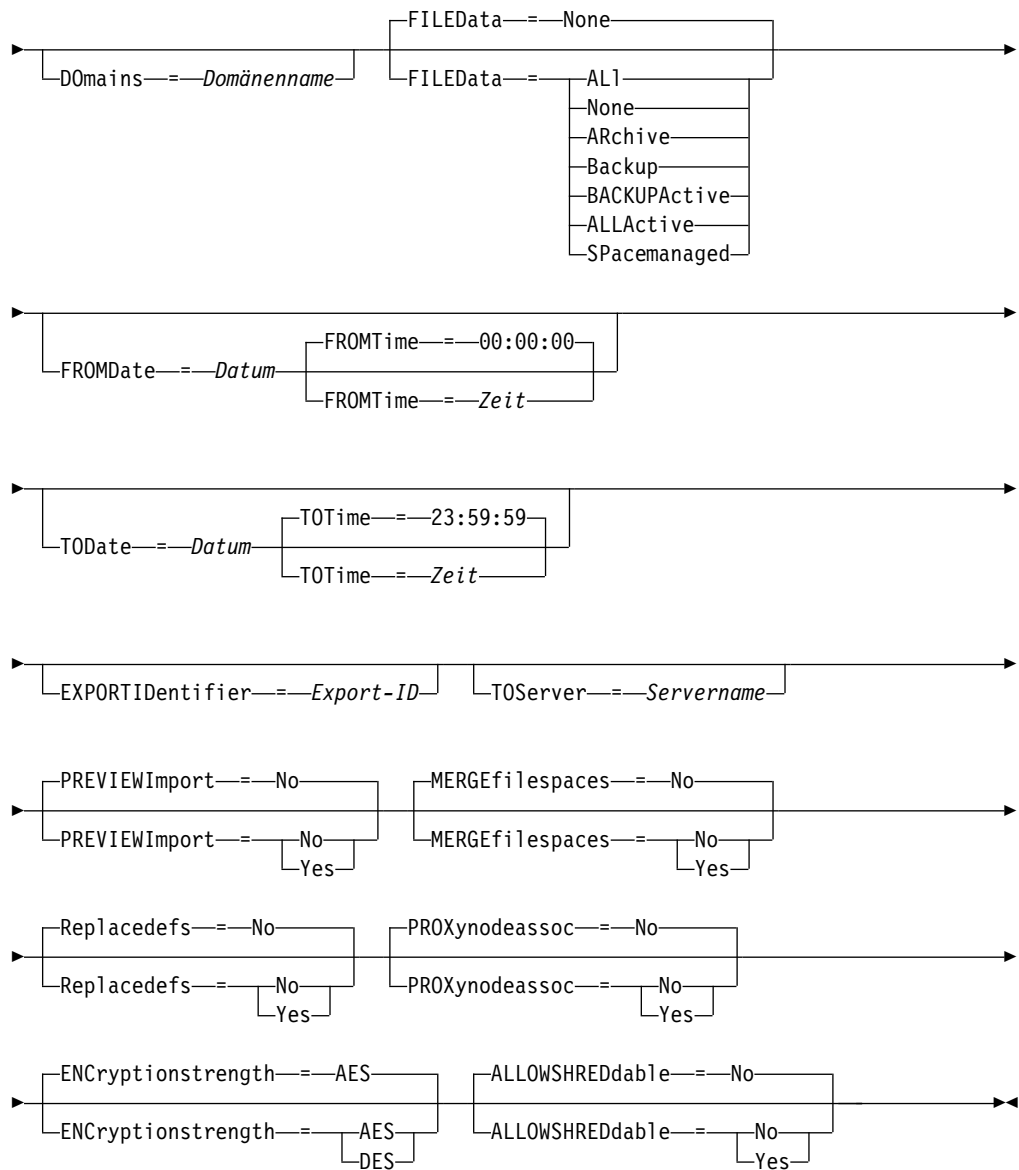 FILEData = None
DOmains = Domänenname FILEData = ALl
None
ARchive
Backup
BACKUPActive
ALLActive
SPacemanaged
FROMTime = 00:00:00
FROMDate = Datum
FROMTime = Zeit
TOTime = 23:59:59
TODate = Datum
TOTime = Zeit
EXPORTIDentifier = Export-ID TOServer = Servername
PREVIEWImport = No MERGEfilespaces = No
PREVIEWImport = No MERGEfilespaces = No
Yes Yes
Replacedefs = No PROXynodeassoc = No
Replacedefs = No PROXynodeassoc = No
Yes Yes
ENCryptionstrength = AES ALLOWSHREDdable = No
ENCryptionstrength = AES ALLOWSHREDdable = No
DES Yes